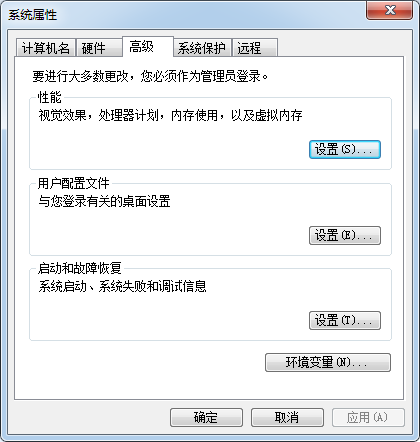 系统属性
计算机名 硬件 高级 系统保护 远程
要进行大多数更改，您必须作为管理员登录。
性能
视觉效果，处理器计划，内存使用，以及虚拟内存
设置(S)...
用户配置文件
与您登录有关的桌面设置
设置(E)...
启动和故障恢复
系统启动、系统失败和调试信息
设置(T)...
环境变量(N)...
确定 取消 应用(A)